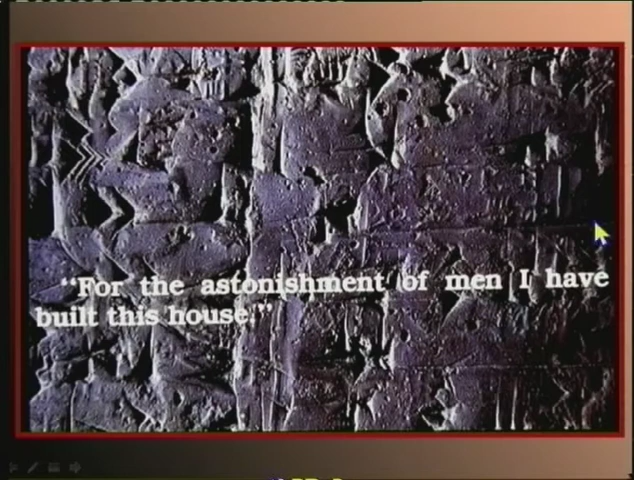 “For the astonishment of men I have
built this house.”